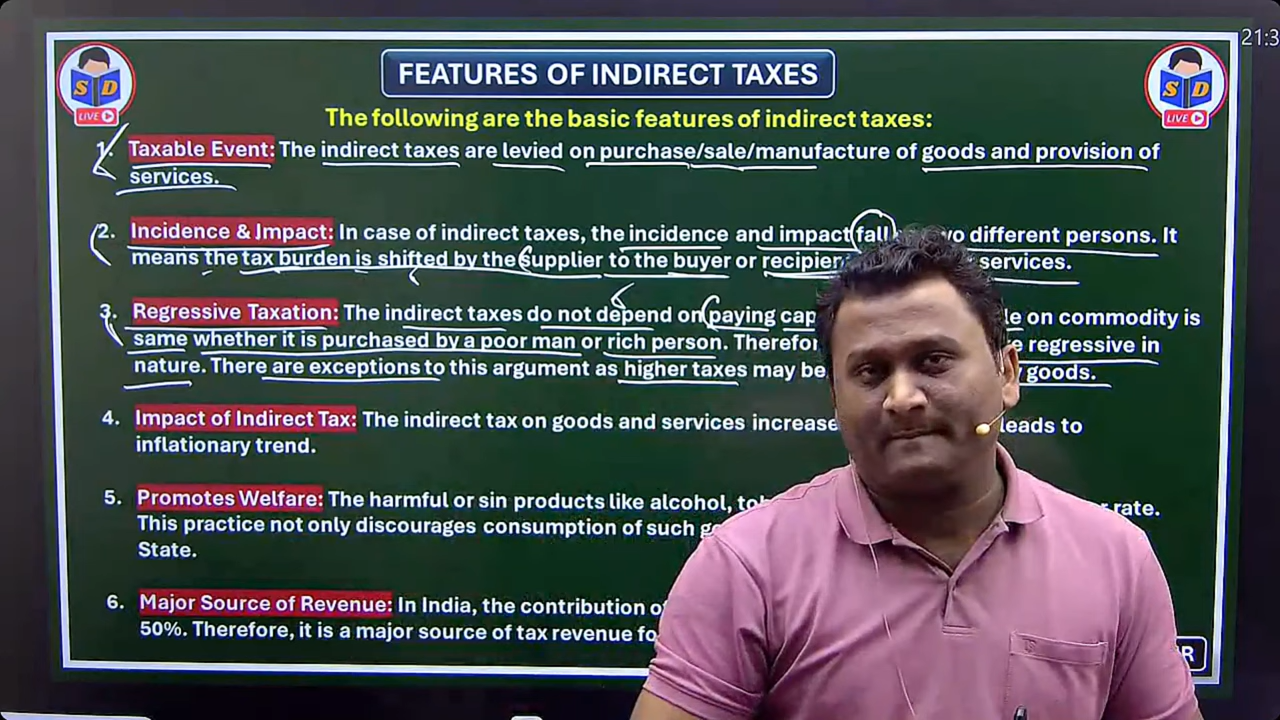 21:3
S D
LIVE
S D
LIVE
FEATURES OF INDIRECT TAXES
The following are the basic features of indirect taxes:
1. Taxable Event: The indirect taxes are levied on purchase/sale/manufacture of goods and provision of
services.
2. Incidence & Impact: In case of indirect taxes, the incidence and impact fall different persons. It
means the tax burden is shifted by the supplier to the buyer or services.
3. Regressive Taxation: The indirect taxes do not depend on paying on commodity is
same whether it is purchased by a poor man or rich person. regressive in
nature. There are exceptions to this argument as higher taxes may be goods.
4. Impact of Indirect Tax: The indirect tax on goods and services leads to
inflationary trend.
5. Promotes Welfare: The harmful or sin products like alcohol, rate.
This practice not only discourages consumption of such
State.
6. Major Source of Revenue: In India, the contribution
50%. Therefore, it is a major source of tax revenue
R